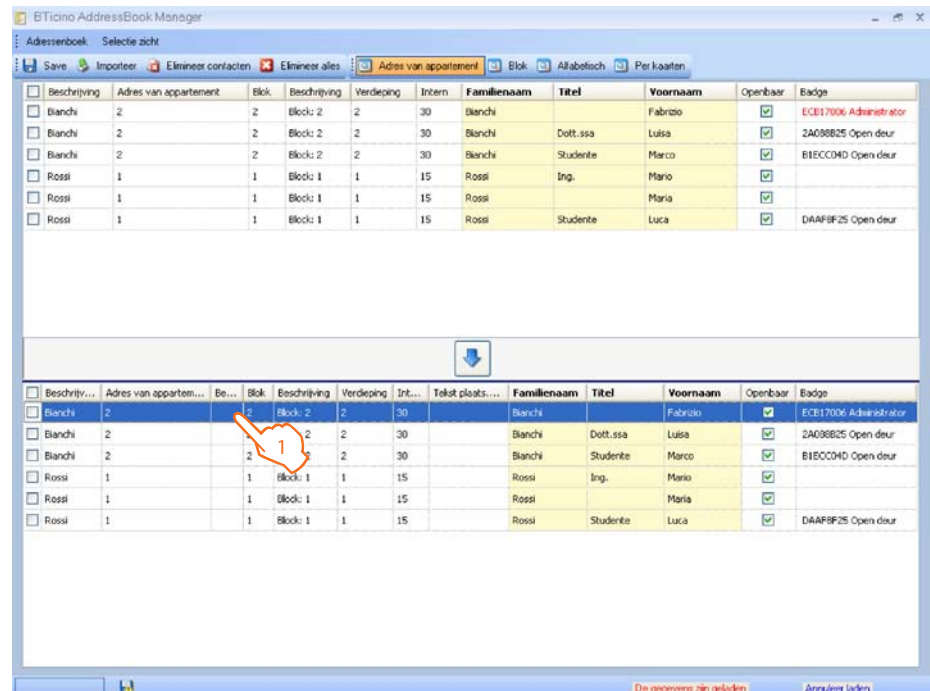 BTicino AddressBook Manager
Adressenboek Selectie zicht
Save Importeer Elimineer contacten Elimineer alles Adres van appartement Blok Alfabetisch Per kaarten
Beschrijving Adres van appartement Blok Beschrijving Verdieping Intern Familienaam Titel Voornaam Openbaar Badge
Bianchi 2 2 Block: 2 2 30 Bianchi Fabrizio ECB17006 Administrator
Bianchi 2 2 Block: 2 2 30 Bianchi Dott.ssa Luisa 2A088B25 Open deur
Bianchi 2 2 Block: 2 2 30 Bianchi Studente Marco B1ECC04D Open deur
Rossi 1 1 Block: 1 1 15 Rossi Ing. Mario
Rossi 1 1 Block: 1 1 15 Rossi Maria
Rossi 1 1 Block: 1 1 15 Rossi Studente Luca DAAF8F25 Open deur
Beschrijv... Adres van appartem... Be... Blok Beschrijving Verdieping Int... Tekst plaats.... Familienaam Titel Voornaam Openbaar Badge
Bianchi 2 2 Block: 2 2 30 Bianchi Fabrizio ECB17006 Administrator
Bianchi 2 2 2 30 Bianchi Dott.ssa Luisa 2A088B25 Open deur
1
Bianchi 2 2 2 30 Bianchi Studente Marco B1ECC04D Open deur
Rossi 1 1 Block: 1 1 15 Rossi Ing. Mario
Rossi 1 1 Block: 1 1 15 Rossi Maria
Rossi 1 1 Block: 1 1 15 Rossi Studente Luca DAAF8F25 Open deur
De gegevens zijn geladen Annuleer laden